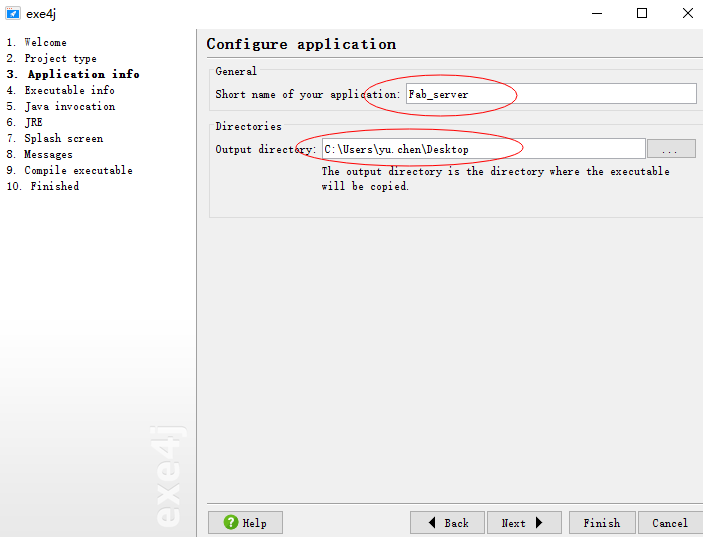 exe4j
1. Welcome
2. Project type
3. Application info
4. Executable info
5. Java invocation
6. JRE
7. Splash screen
8. Messages
9. Compile executable
10. Finished
exe4j
Configure application
General
Short name of your application: Fab_server
Directories
Output directory: C:\Users\yu.chen\Desktop ...
The output directory is the directory where the executable
will be copied.
Help Back Next Finish Cancel